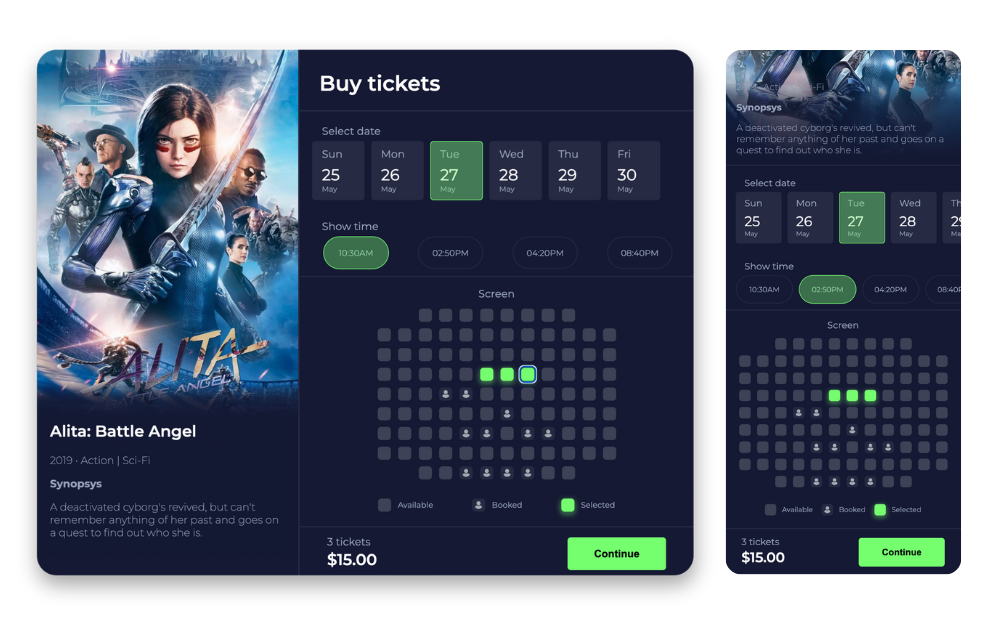 ALITA
THE ANGEL
Alita: Battle Angel
2019 · Action | Sci-Fi
Synopsys
A deactivated cyborg's revived, but can't
remember anything of her past and goes on
a quest to find out who she is.
Buy tickets
Select date
Sun Mon Tue Wed Thu Fri
25 26 27 28 29 30
May May May May May May
Show time
10:30AM 02:50PM 04:20PM 08:40PM
Screen
Available Booked Selected
3 tickets
$15.00
Continue
Synopsys
A deactivated cyborg's revived, but can't
remember anything of her past and goes on a
quest to find out who she is.
Select date
Sun Mon Tue Wed Th
25 26 27 28 29
May May May May May
Show time
10:30AM 02:50PM 04:20PM 08:40P
Screen
Available Booked Selected
3 tickets
$15.00
Continue